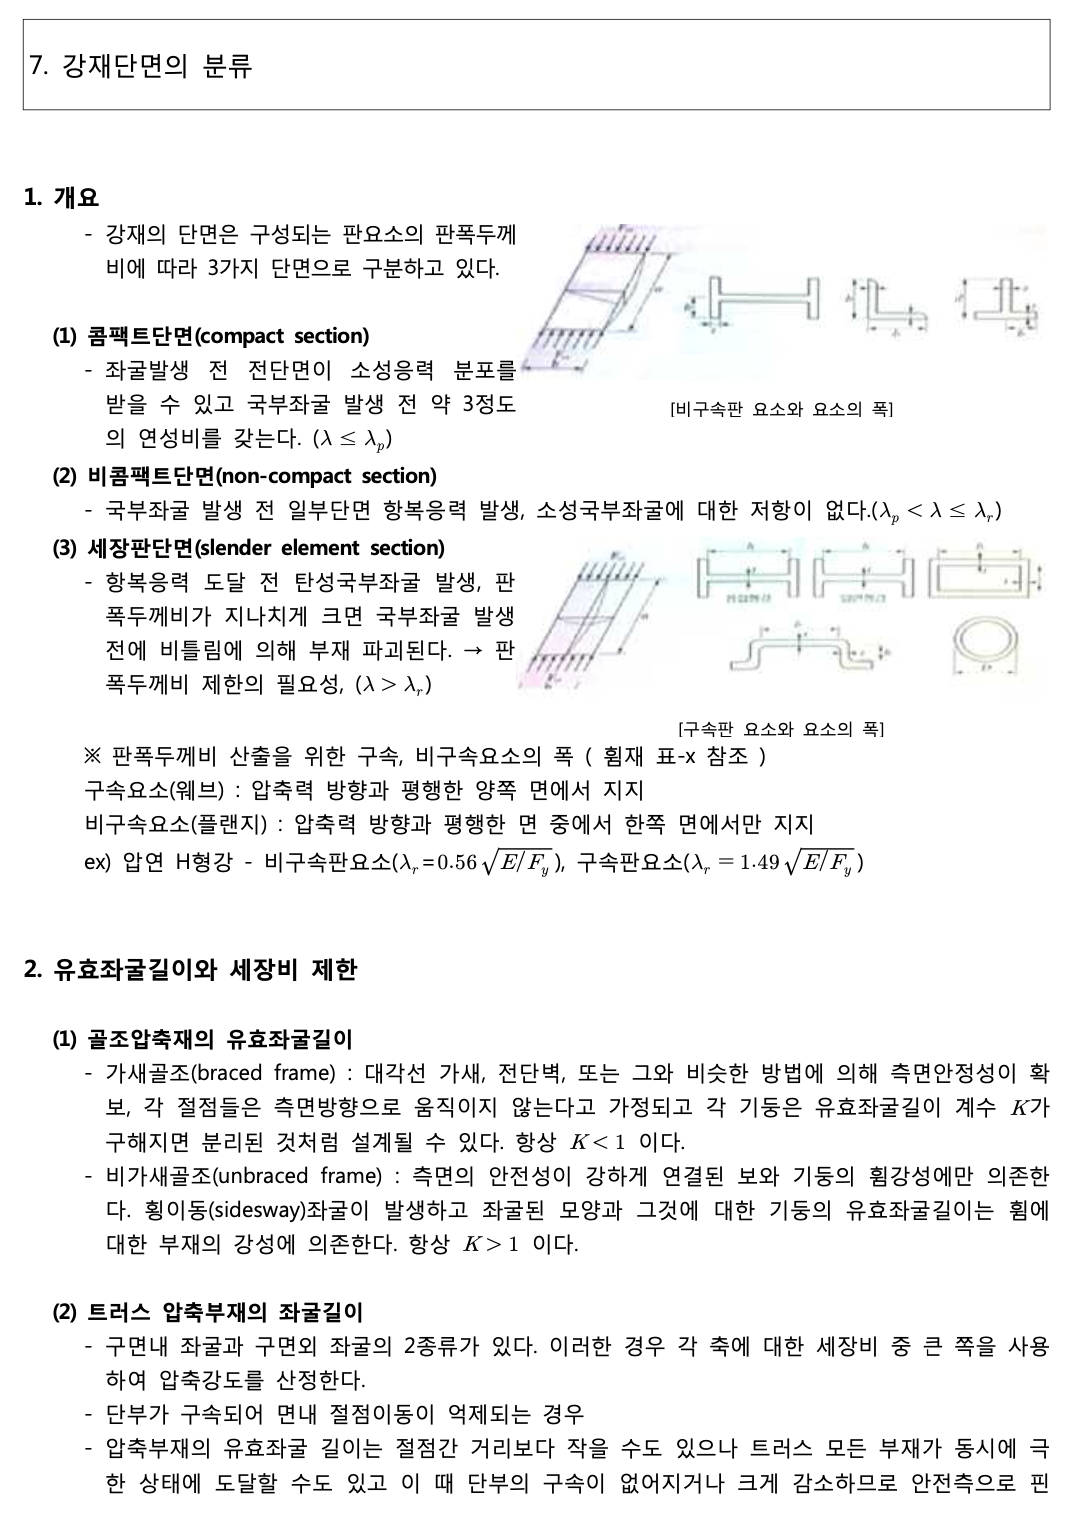 7. 강재단면의 분류
1. 개요
- 강재의 단면은 구성되는 판요소의 판폭두께
비에 따라 3가지 단면으로 구분하고 있다.
(1) 콤팩트단면(compact section)
- 좌굴발생 전 전단면이 소성응력 분포를
받을 수 있고 국부좌굴 발생 전 약 3정도
의 연성비를 갖는다. (λ ≤ λp)
[비구속판 요소와 요소의 폭]
(2) 비콤팩트단면(non-compact section)
- 국부좌굴 발생 전 일부단면 항복응력 발생, 소성국부좌굴에 대한 저항이 없다.(λp < λ ≤ λr)
(3) 세장판단면(slender element section)
- 항복응력 도달 전 탄성국부좌굴 발생, 판
폭두께비가 지나치게 크면 국부좌굴 발생
전에 비틀림에 의해 부재 파괴된다. → 판
폭두께비 제한의 필요성, (λ > λr)
[구속판 요소와 요소의 폭]
※ 판폭두께비 산출을 위한 구속, 비구속요소의 폭 ( 휨재 표-x 참조 )
구속요소(웨브) : 압축력 방향과 평행한 양쪽 면에서 지지
비구속요소(플랜지) : 압축력 방향과 평행한 면 중에서 한쪽 면에서만 지지
ex) 압연 H형강 - 비구속판요소(λr=0.56√E/Fy), 구속판요소(λr = 1.49√E/Fy)
2. 유효좌굴길이와 세장비 제한
(1) 골조압축재의 유효좌굴길이
- 가새골조(braced frame) : 대각선 가새, 전단벽, 또는 그와 비슷한 방법에 의해 측면안정성이 확
보, 각 절점들은 측면방향으로 움직이지 않는다고 가정되고 각 기둥은 유효좌굴길이 계수 K가
구해지면 분리된 것처럼 설계될 수 있다. 항상 K<1 이다.
- 비가새골조(unbraced frame) : 측면의 안전성이 강하게 연결된 보와 기둥의 휨강성에만 의존한
다. 횡이동(sidesway)좌굴이 발생하고 좌굴된 모양과 그것에 대한 기둥의 유효좌굴길이는 휨에
대한 부재의 강성에 의존한다. 항상 K>1 이다.
(2) 트러스 압축부재의 좌굴길이
- 구면내 좌굴과 구면외 좌굴의 2종류가 있다. 이러한 경우 각 축에 대한 세장비 중 큰 쪽을 사용
하여 압축강도를 산정한다.
- 단부가 구속되어 면내 절점이동이 억제되는 경우
- 압축부재의 유효좌굴 길이는 절점간 거리보다 작을 수도 있으나 트러스 모든 부재가 동시에 극
한 상태에 도달할 수도 있고 이 때 단부의 구속이 없어지거나 크게 감소하므로 안전측으로 핀